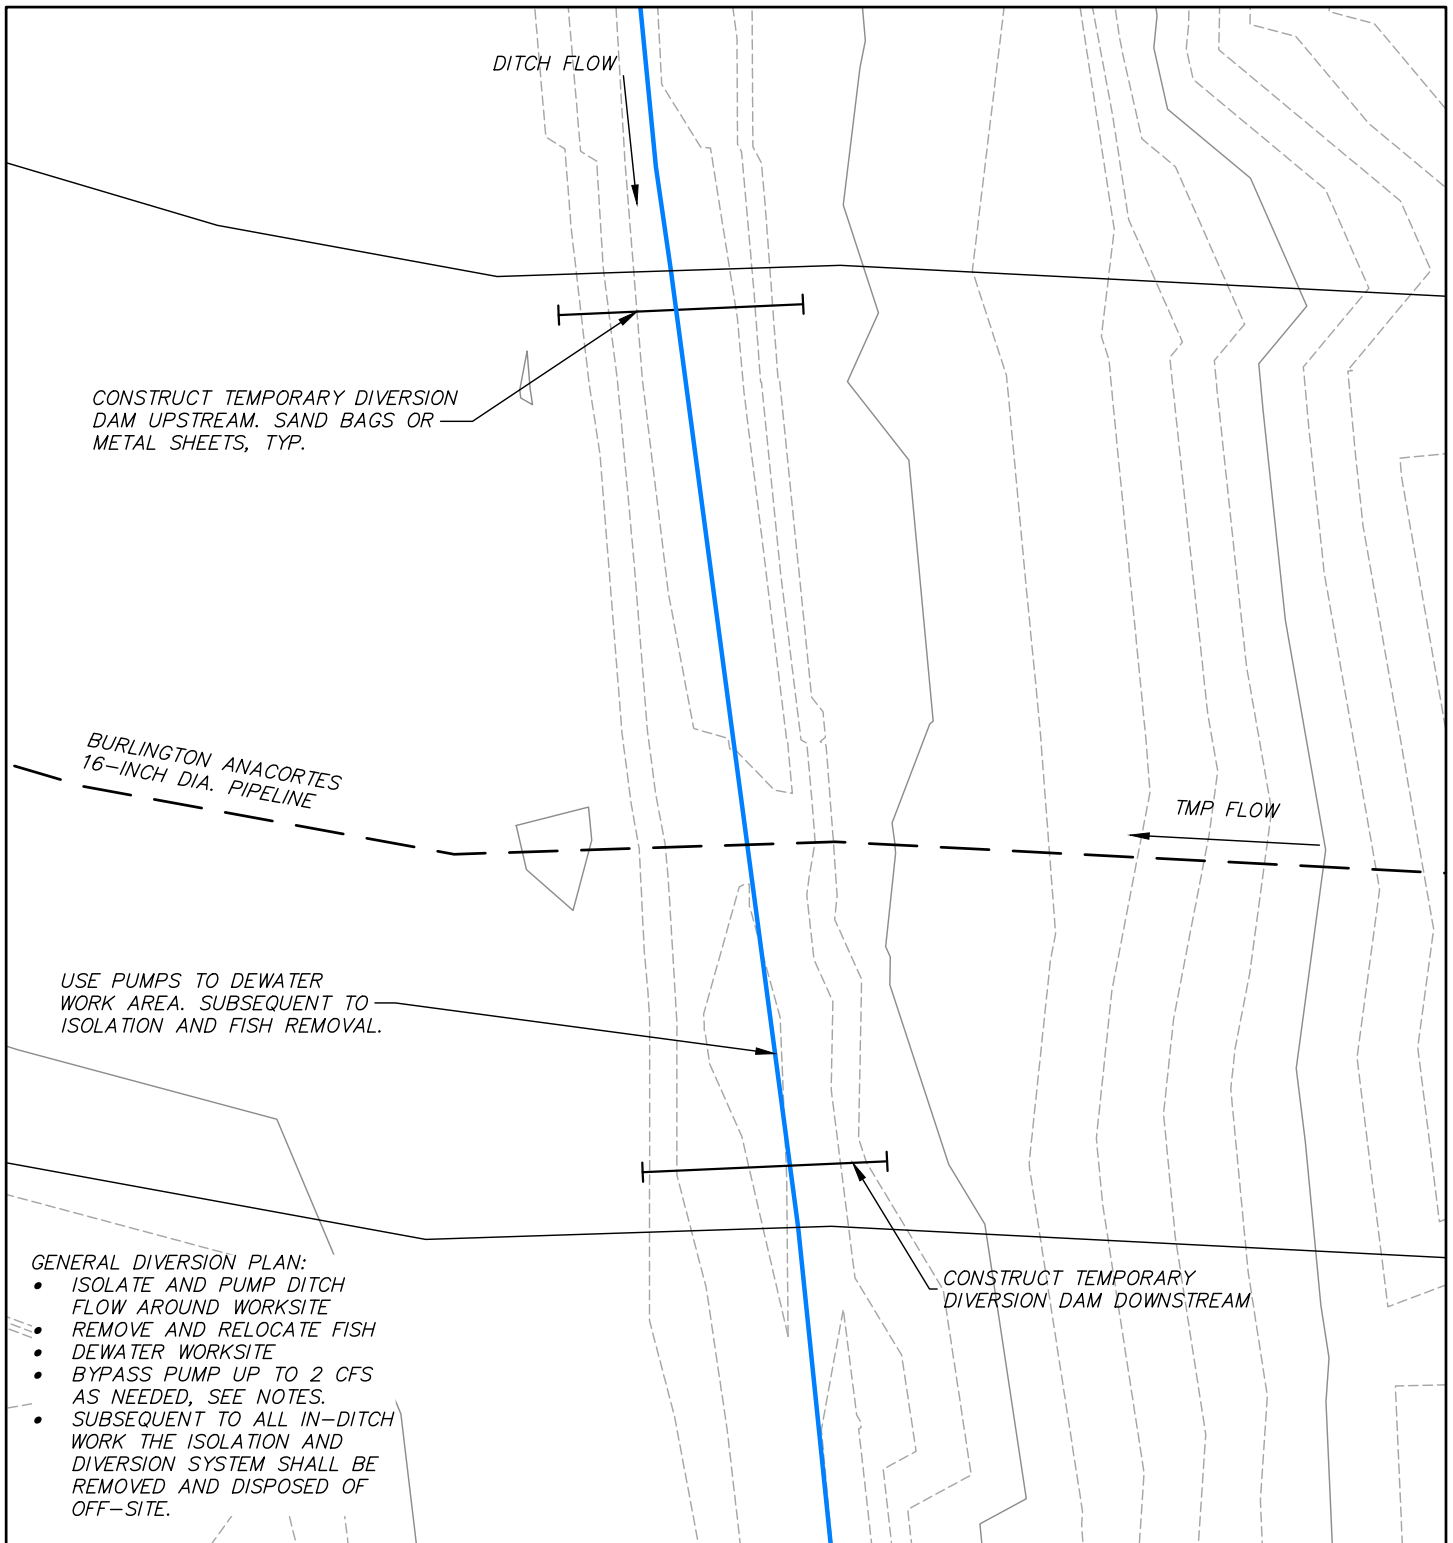 DITCH FLOW
CONSTRUCT TEMPORARY DIVERSION
DAM UPSTREAM. SAND BAGS OR
METAL SHEETS, TYP.
BURLINGTON ANACORTES
16-INCH DIA. PIPELINE
TMP FLOW
USE PUMPS TO DEWATER
WORK AREA. SUBSEQUENT TO
ISOLATION AND FISH REMOVAL.
CONSTRUCT TEMPORARY
DIVERSION DAM DOWNSTREAM
GENERAL DIVERSION PLAN:
• ISOLATE AND PUMP DITCH
FLOW AROUND WORKSITE
• REMOVE AND RELOCATE FISH
• DEWATER WORKSITE
• BYPASS PUMP UP TO 2 CFS
AS NEEDED, SEE NOTES.
• SUBSEQUENT TO ALL IN-DITCH
WORK THE ISOLATION AND
DIVERSION SYSTEM SHALL BE
REMOVED AND DISPOSED OF
OFF-SITE.